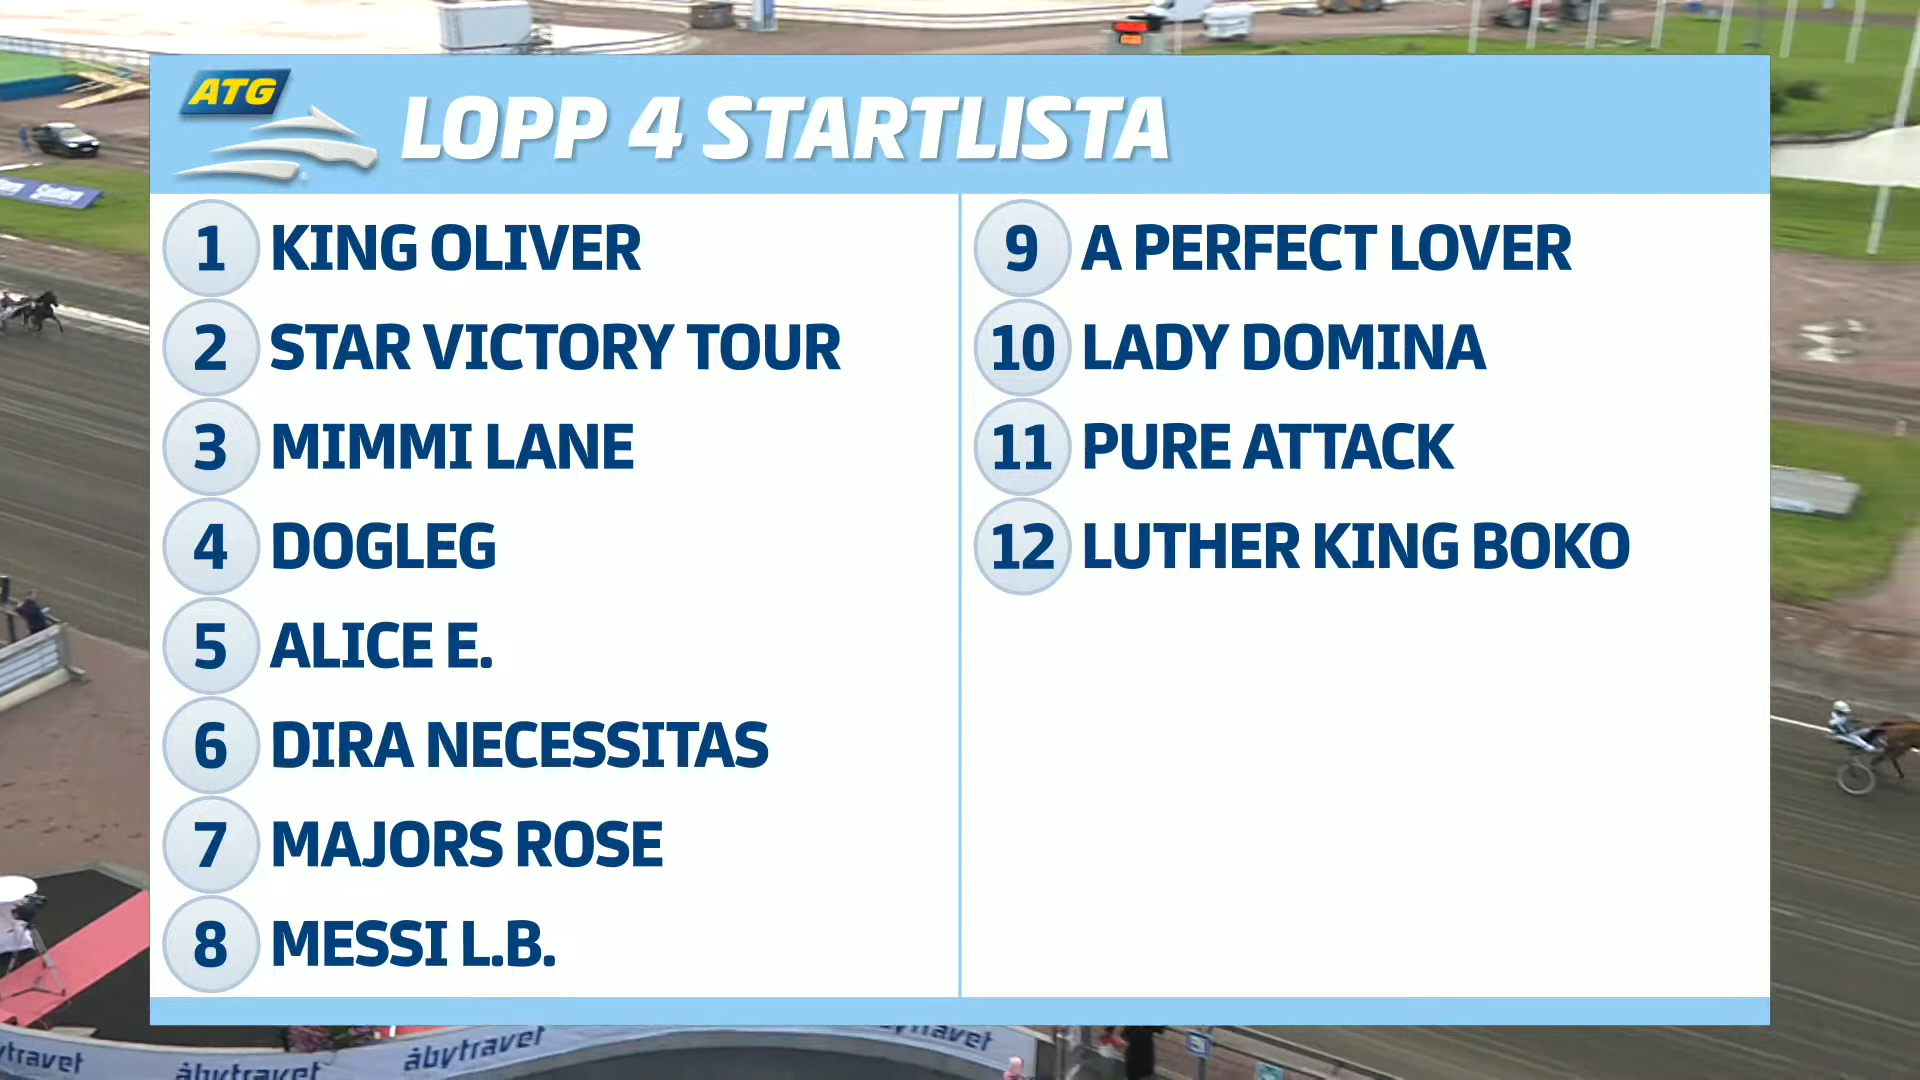 ATG
LOPP 4 STARTLISTA
1 KING OLIVER
2 STAR VICTORY TOUR
3 MIMMI LANE
4 DOGLEG
5 ALICE E.
6 DIRA NECESSITAS
7 MAJORS ROSE
8 MESSI L.B.
9 A PERFECT LOVER
10 LADY DOMINA
11 PURE ATTACK
12 LUTHER KING BOKO
åbytravet
åbytravet